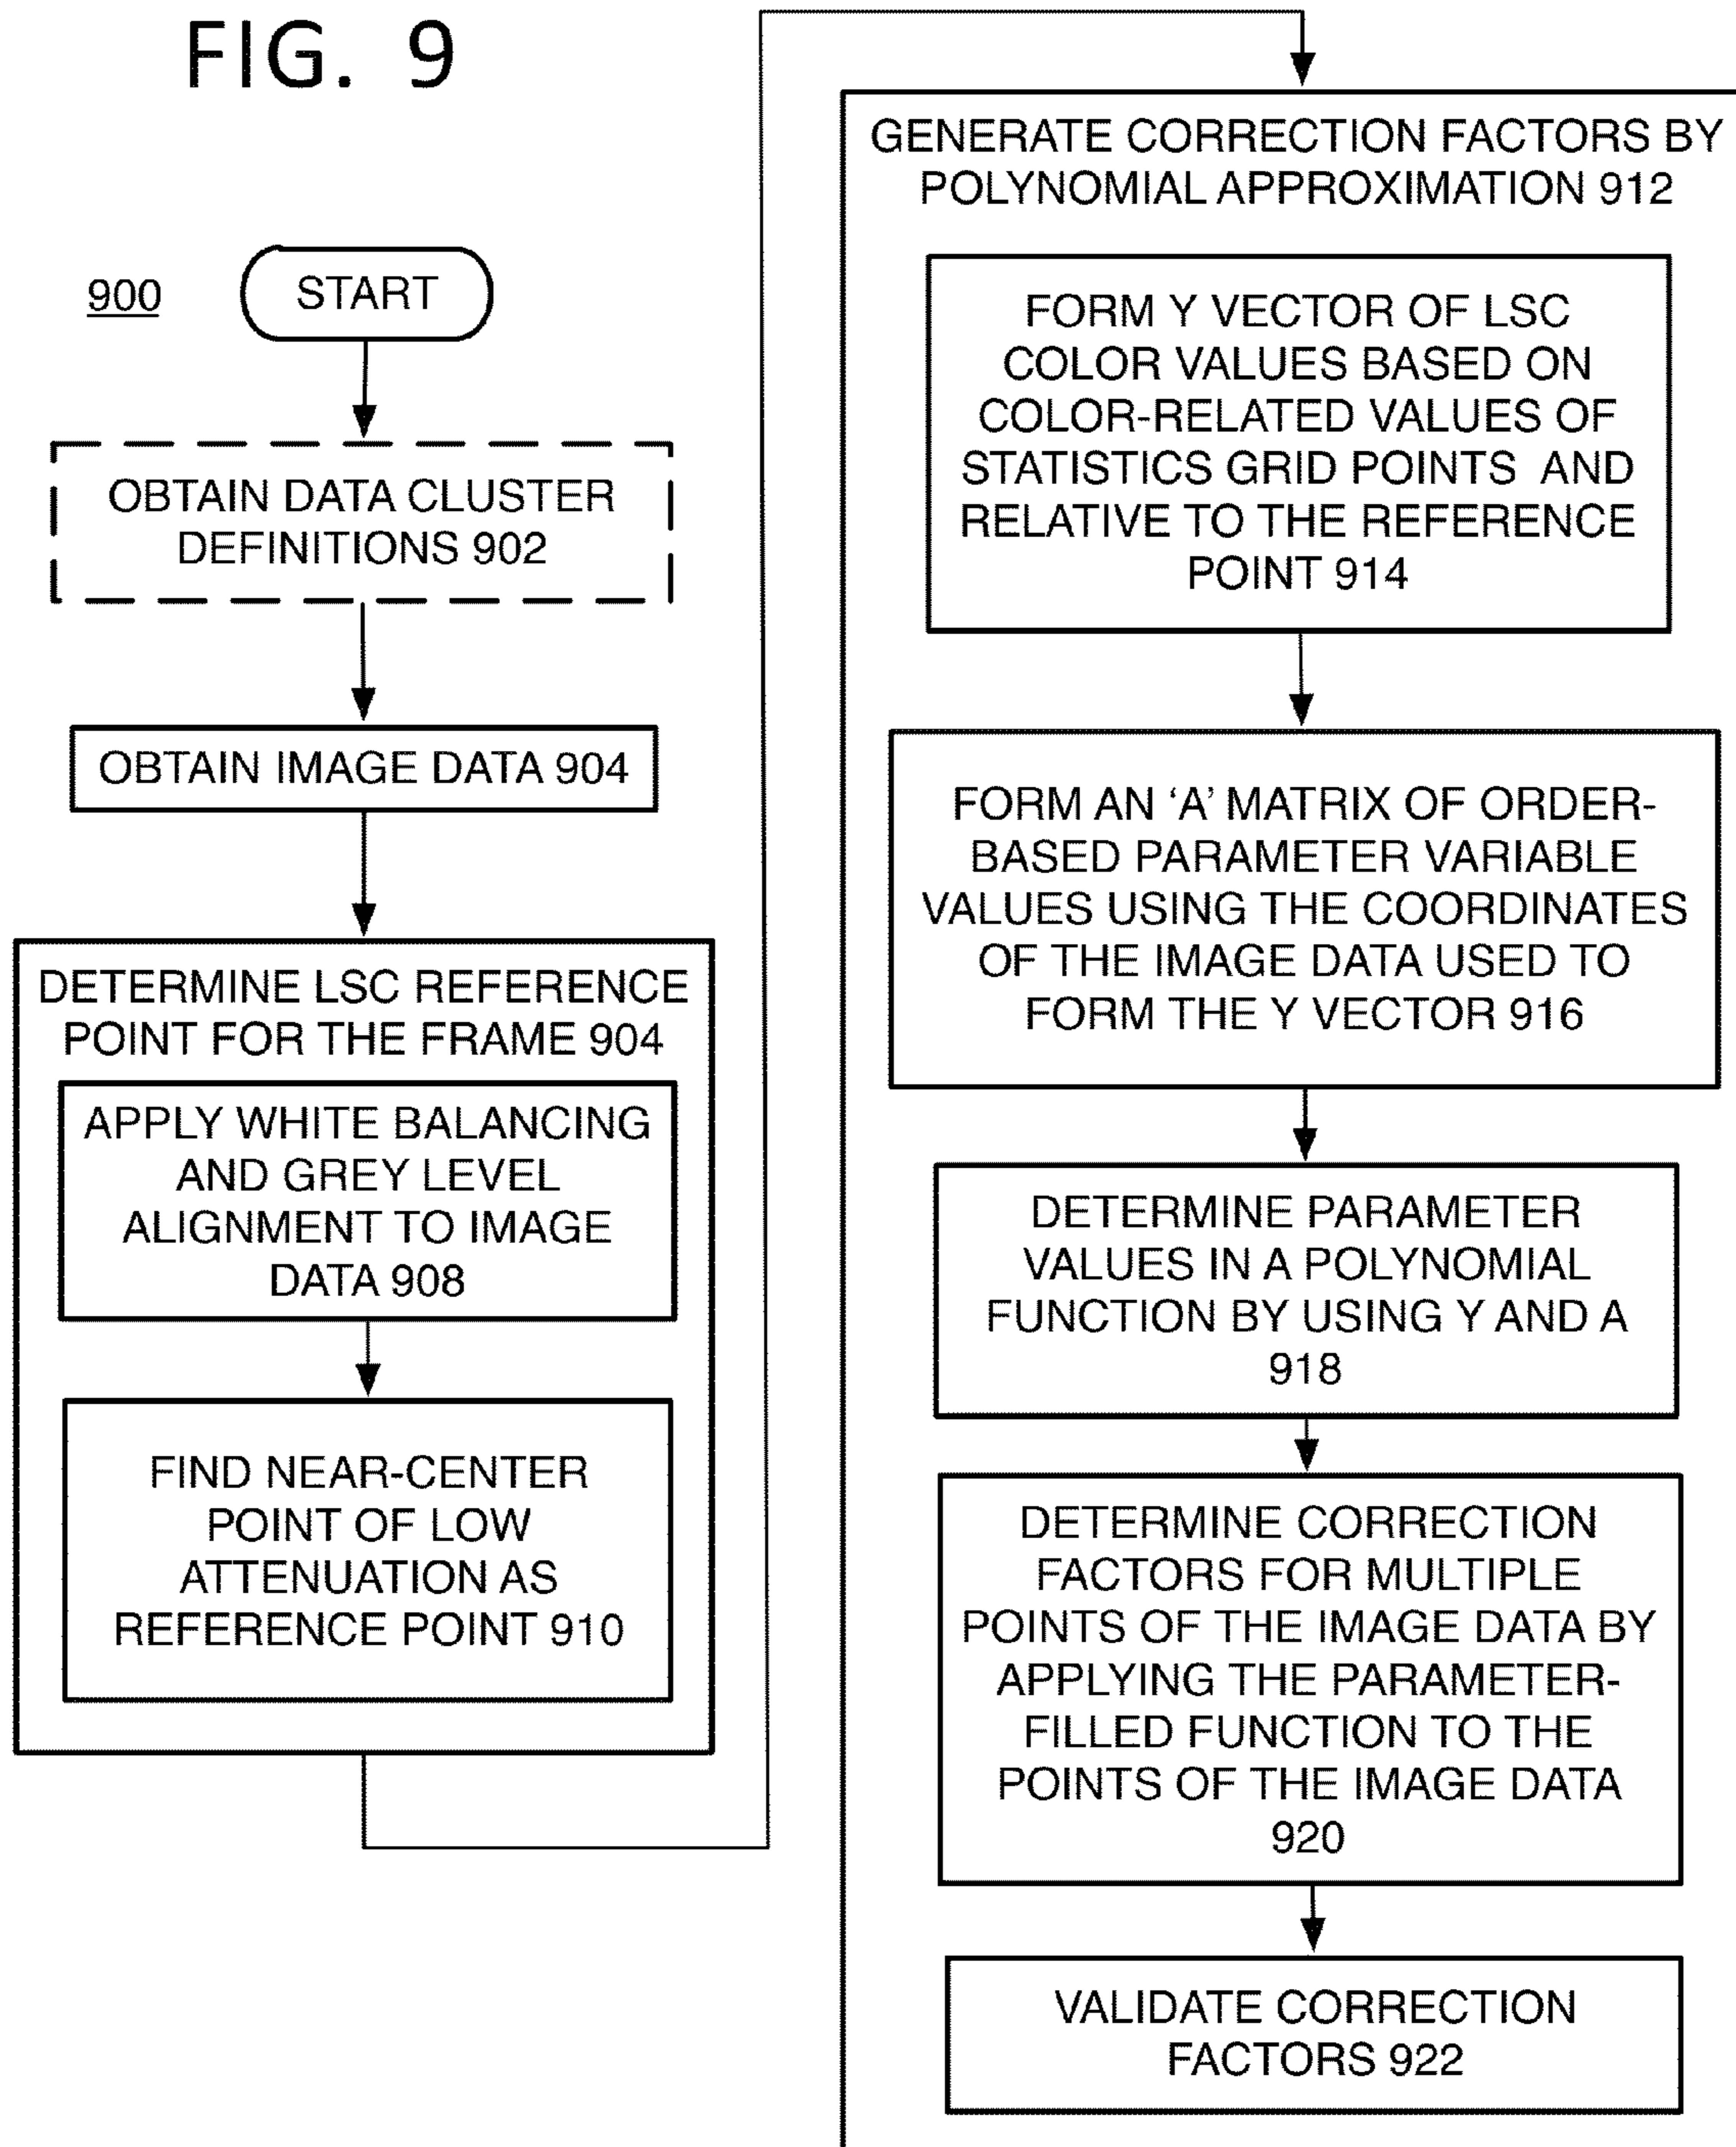 FIG. 9
900
START
OBTAIN DATA CLUSTER
DEFINITIONS 902
OBTAIN IMAGE DATA 904
DETERMINE LSC REFERENCE
POINT FOR THE FRAME 904
APPLY WHITE BALANCING
AND GREY LEVEL
ALIGNMENT TO IMAGE
DATA 908
FIND NEAR-CENTER
POINT OF LOW
ATTENUATION AS
REFERENCE POINT 910
GENERATE CORRECTION FACTORS BY
POLYNOMIAL APPROXIMATION 912
FORM Y VECTOR OF LSC
COLOR VALUES BASED ON
COLOR-RELATED VALUES OF
STATISTICS GRID POINTS AND
RELATIVE TO THE REFERENCE
POINT 914
FORM AN ‘A’ MATRIX OF ORDER-
BASED PARAMETER VARIABLE
VALUES USING THE COORDINATES
OF THE IMAGE DATA USED TO
FORM THE Y VECTOR 916
DETERMINE PARAMETER
VALUES IN A POLYNOMIAL
FUNCTION BY USING Y AND A
918
DETERMINE CORRECTION
FACTORS FOR MULTIPLE
POINTS OF THE IMAGE DATA BY
APPLYING THE PARAMETER-
FILLED FUNCTION TO THE
POINTS OF THE IMAGE DATA
920
VALIDATE CORRECTION
FACTORS 922